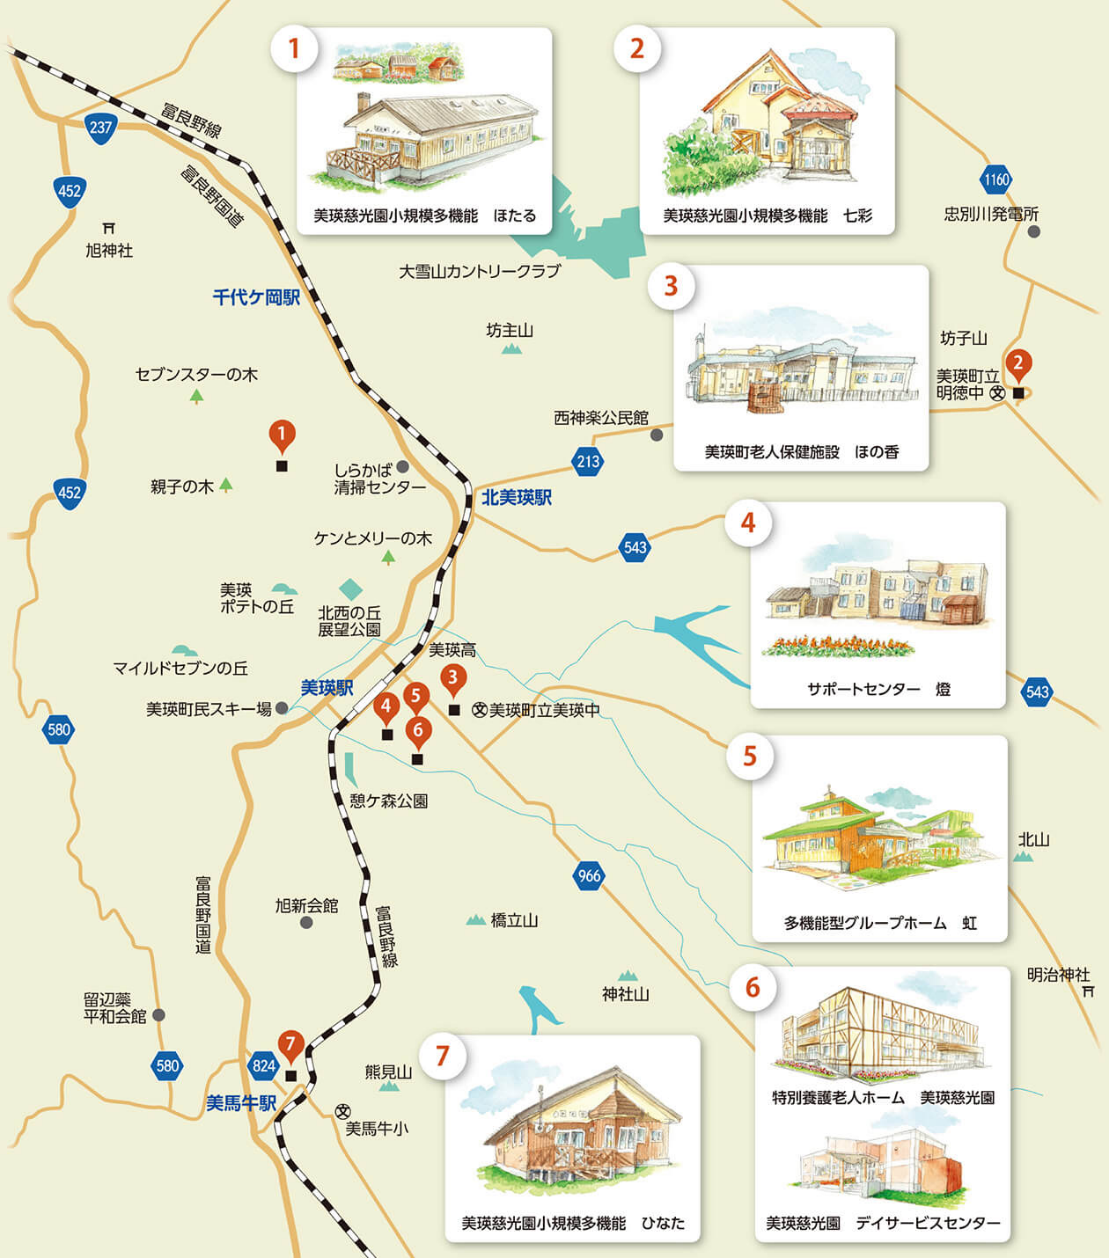 1
美瑛慈光園小規模多機能　ほたる
2
美瑛慈光園小規模多機能　七彩
237
富良野線
452
富良野国道
旭神社
1160
忠別川発電所
大雪山カントリークラブ
千代ケ岡駅
3
美瑛町老人保健施設　ほの香
坊主山
坊子山
2
美瑛町立
明徳中
セブンスターの木
1
西神楽公民館
213
しらかば
清掃センター
親子の木
452
北美瑛駅
543
ケンとメリーの木
4
サポートセンター　燈
美瑛
ポテトの丘
北西の丘
展望公園
マイルドセブンの丘
美瑛高
美瑛駅
3
美瑛町立美瑛中
5
4
6
543
美瑛町民スキー場
580
憩ケ森公園
5
多機能型グループホーム　虹
北山
966
富良野国道
旭新会館
富良野線
橋立山
神社山
明治神社
留辺蘂
平和会館
6
特別養護老人ホーム　美瑛慈光園
美瑛慈光園　デイサービスセンター
7
580
824
熊見山
美馬牛駅
美馬牛小
7
美瑛慈光園小規模多機能　ひなた